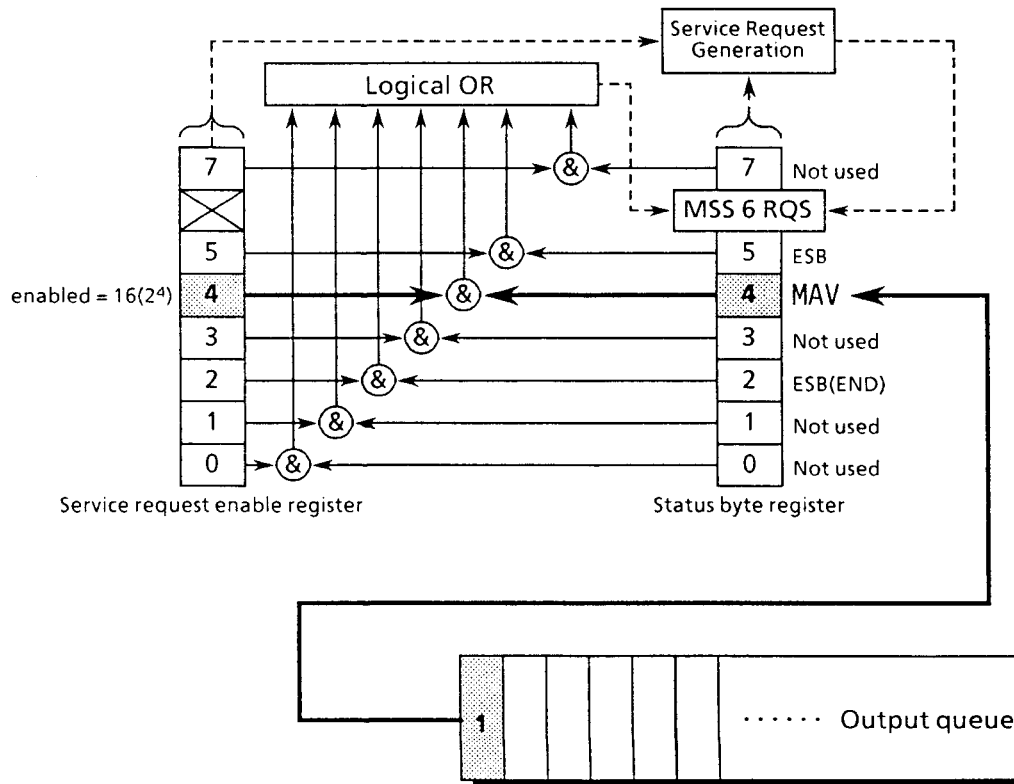 Service Request
Generation
Logical OR
7 & 7 Not used
MSS 6 RQS
5 & 5 ESB
enabled = 16(2⁴) 4 & 4 MAV
3 & 3 Not used
2 & 2 ESB(END)
1 & 1 Not used
0 & 0 Not used
Service request enable register Status byte register
1 ...... Output queue